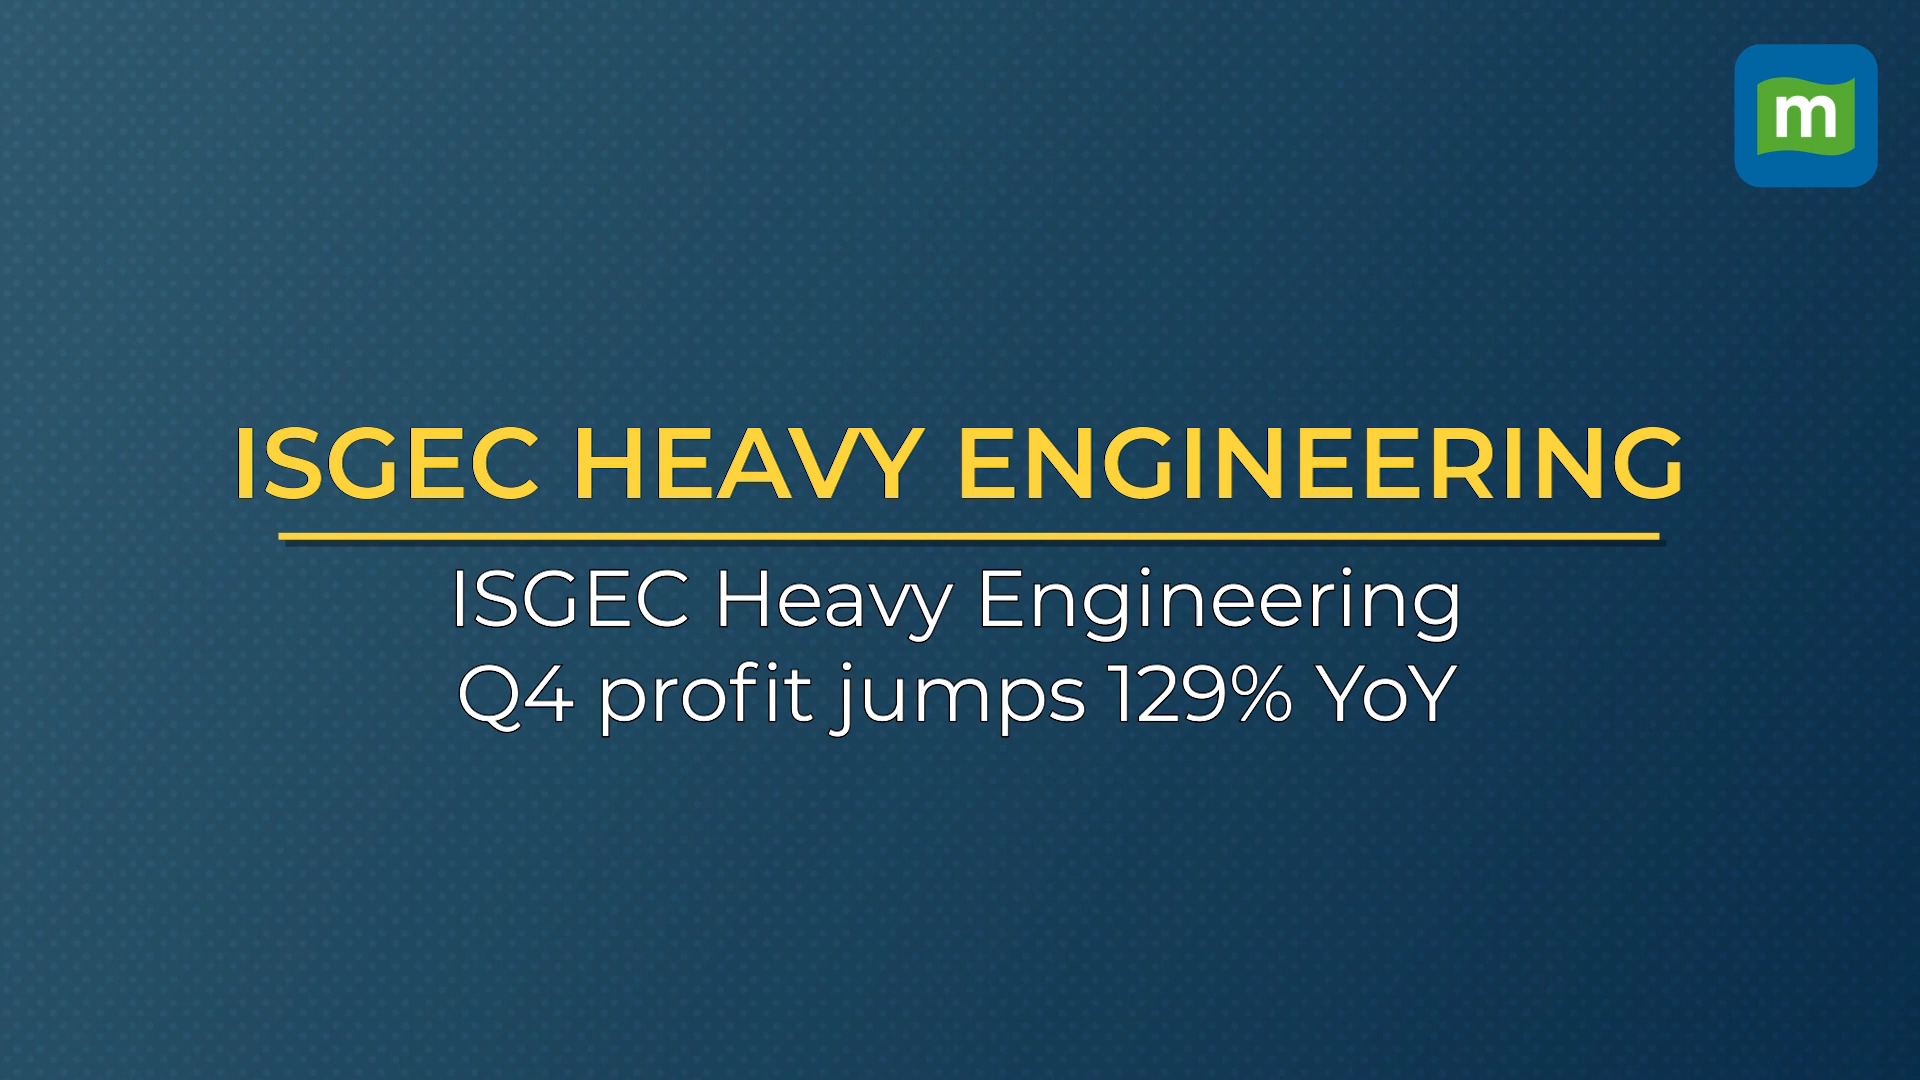 m
ISGEC HEAVY ENGINEERING
ISGEC Heavy Engineering
Q4 profit jumps 129% YoY